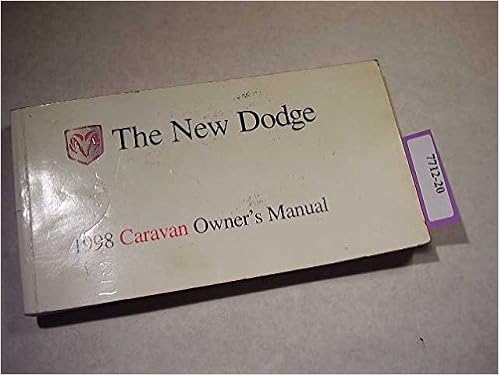 The New Dodge
1998 Caravan Owner's Manual
7712-20